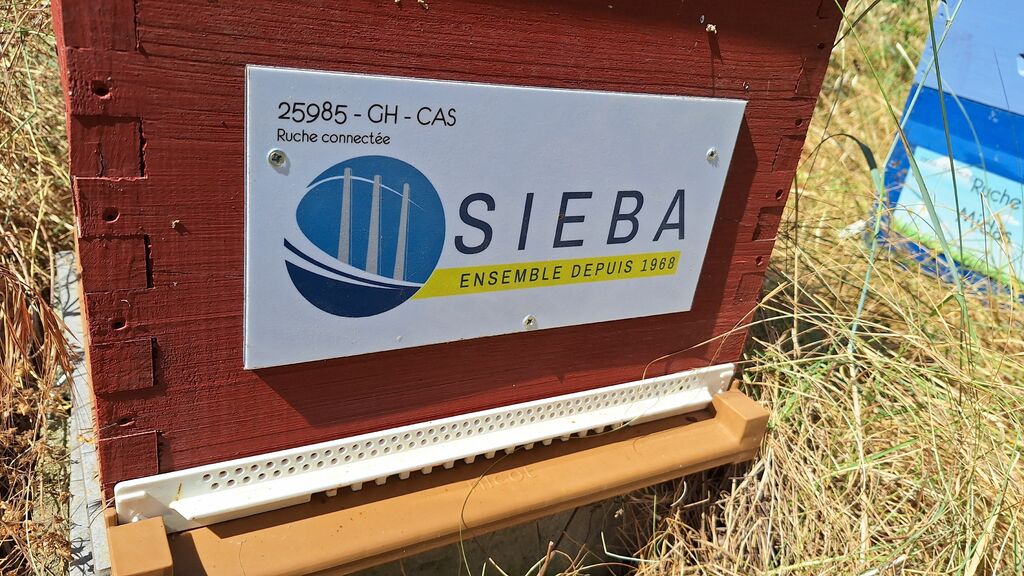 25985 - GH - CAS
Ruche connectée
SIEBA
ENSEMBLE DEPUIS 1968
Ruche